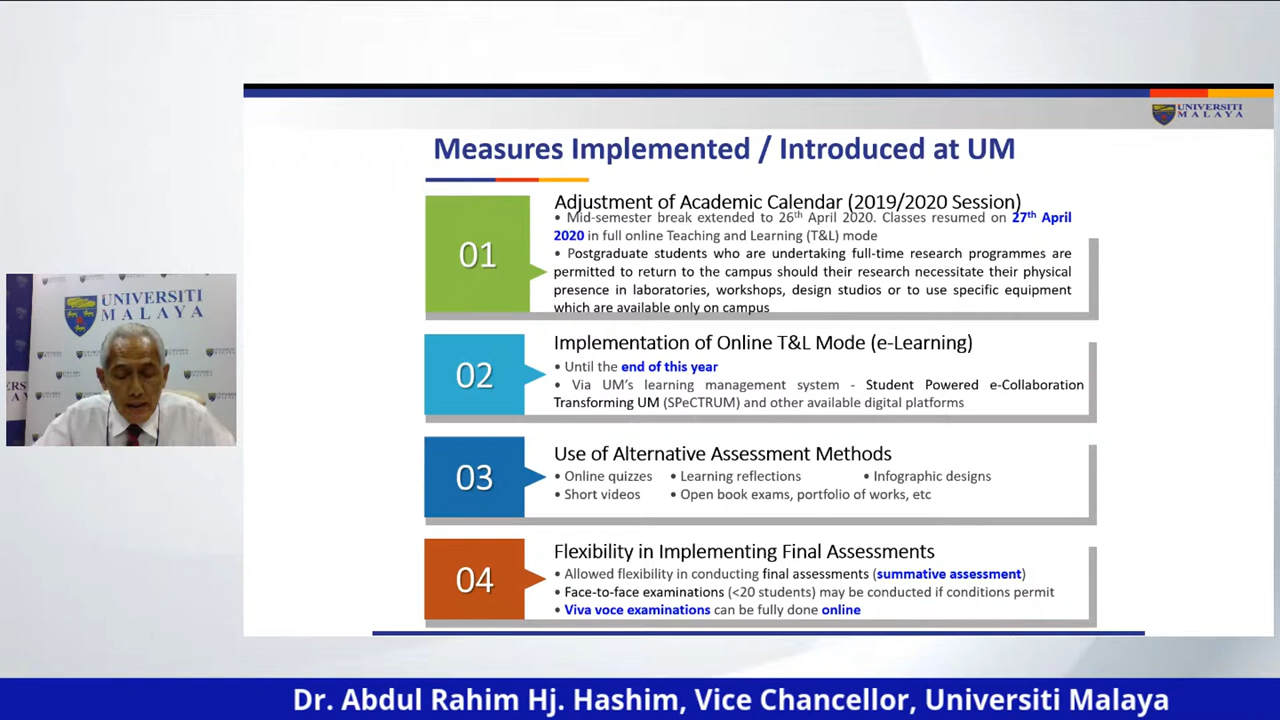 UNIVERSITI
MALAYA
Measures Implemented / Introduced at UM
01
Adjustment of Academic Calendar (2019/2020 Session)
• Mid-semester break extended to 26th April 2020. Classes resumed on 27th April
2020 in full online Teaching and Learning (T&L) mode
• Postgraduate students who are undertaking full-time research programmes are
permitted to return to the campus should their research necessitate their physical
presence in laboratories, workshops, design studios or to use specific equipment
which are available only on campus
UNIVERSITI
MALAYA
02
Implementation of Online T&L Mode (e-Learning)
• Until the end of this year
• Via UM's learning management system - Student Powered e-Collaboration
Transforming UM (SPeCTRUM) and other available digital platforms
03
Use of Alternative Assessment Methods
• Online quizzes • Learning reflections • Infographic designs
• Short videos • Open book exams, portfolio of works, etc
04
Flexibility in Implementing Final Assessments
• Allowed flexibility in conducting final assessments (summative assessment)
• Face-to-face examinations (<20 students) may be conducted if conditions permit
• Viva voce examinations can be fully done online
Dr. Abdul Rahim Hj. Hashim, Vice Chancellor, Universiti Malaya